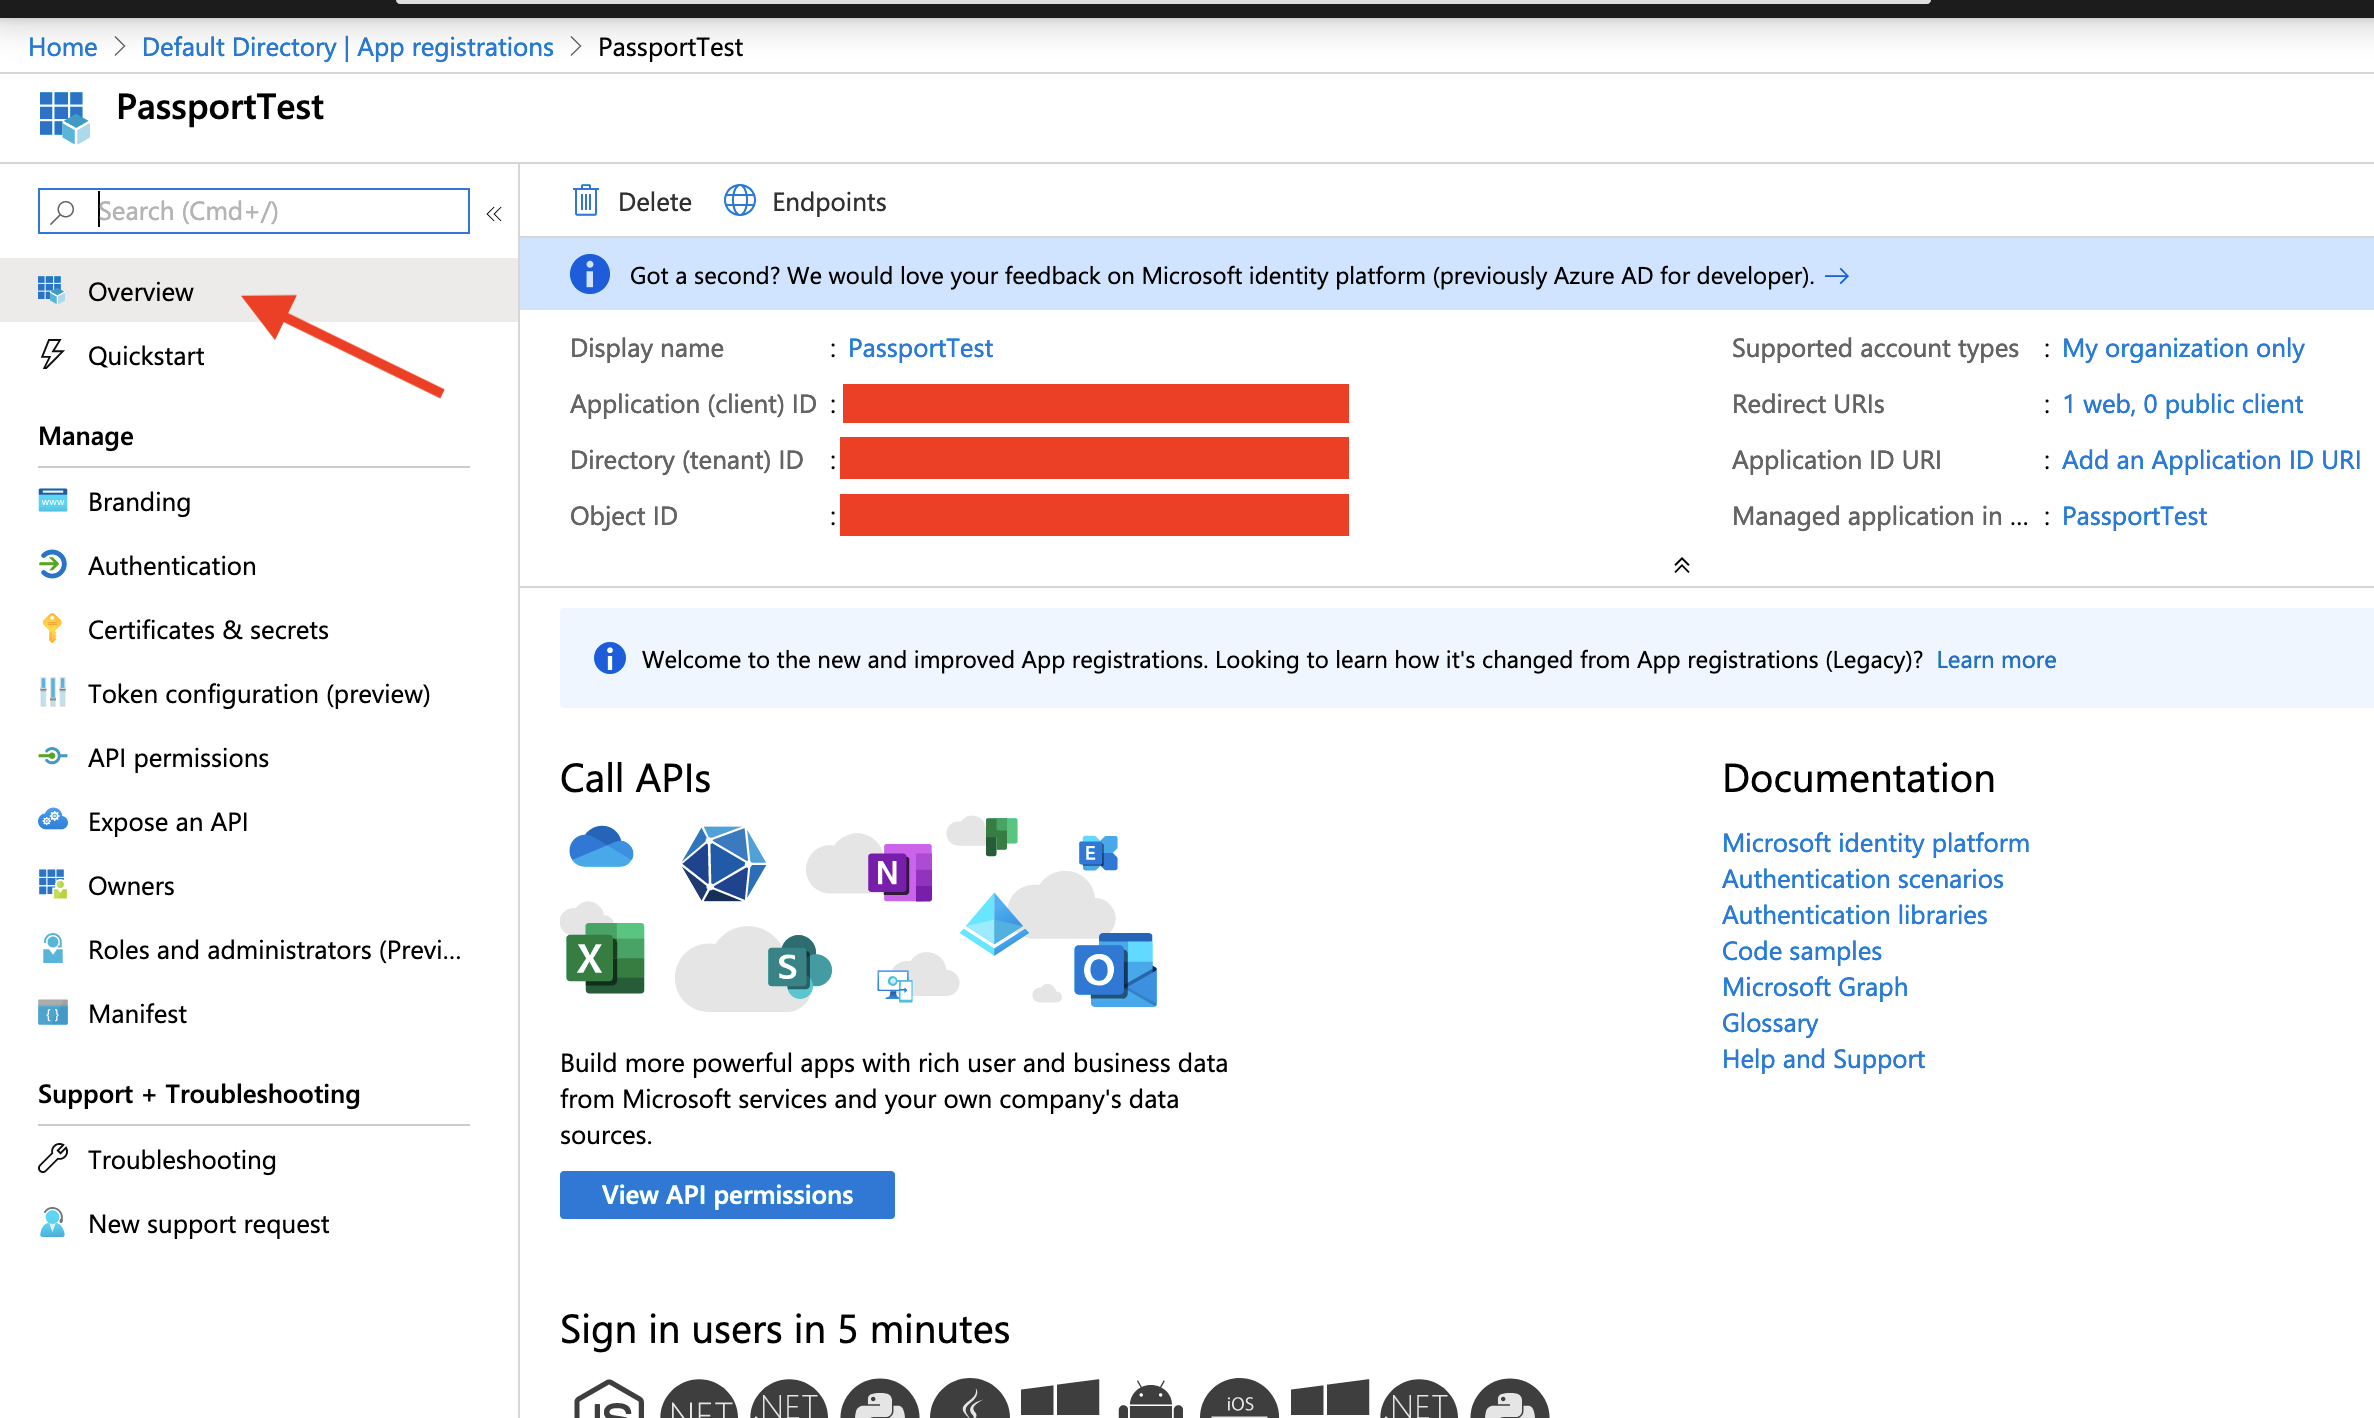 Home > Default Directory | App registrations > PassportTest
PassportTest
Search (Cmd+/)
«
Overview
Quickstart
Manage
Branding
Authentication
Certificates & secrets
Token configuration (preview)
API permissions
Expose an API
Owners
Roles and administrators (Previ...
Manifest
Support + Troubleshooting
Troubleshooting
New support request
Delete
Endpoints
Got a second? We would love your feedback on Microsoft identity platform (previously Azure AD for developer). →
Display name : PassportTest
Application (client) ID :
Directory (tenant) ID :
Object ID :
Supported account types : My organization only
Redirect URIs : 1 web, 0 public client
Application ID URI : Add an Application ID URI
Managed application in ... : PassportTest
Welcome to the new and improved App registrations. Looking to learn how it's changed from App registrations (Legacy)? Learn more
Call APIs
N
E
X
S
O
Build more powerful apps with rich user and business data
from Microsoft services and your own company's data
sources.
View API permissions
Documentation
Microsoft identity platform
Authentication scenarios
Authentication libraries
Code samples
Microsoft Graph
Glossary
Help and Support
Sign in users in 5 minutes
JS
.NET
.NET
iOS
.NET